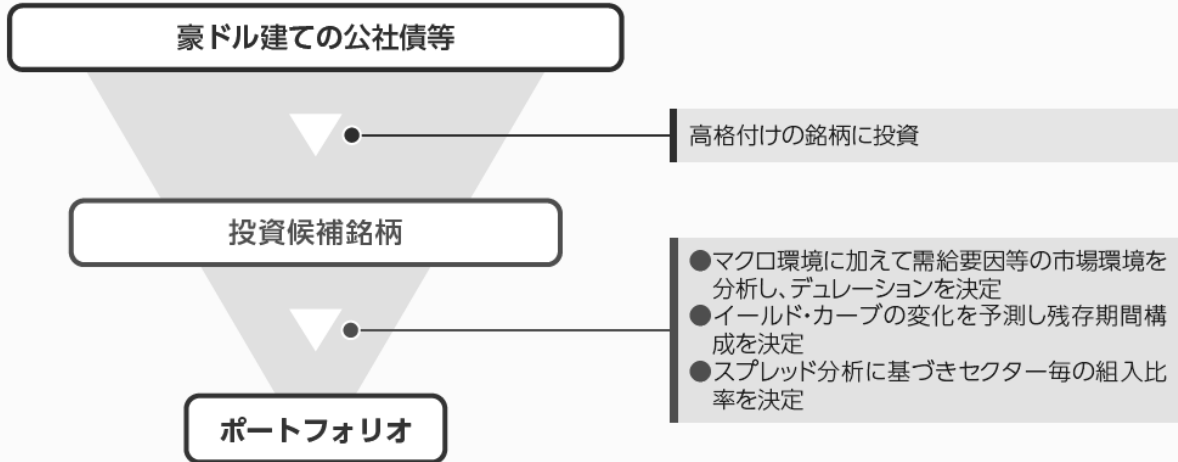 豪ドル建ての公社債等
高格付けの銘柄に投資
投資候補銘柄
●マクロ環境に加えて需給要因等の市場環境を
分析し、デュレーションを決定
●イールド・カーブの変化を予測し残存期間構
成を決定
●スプレッド分析に基づきセクター毎の組入比
率を決定
ポートフォリオ